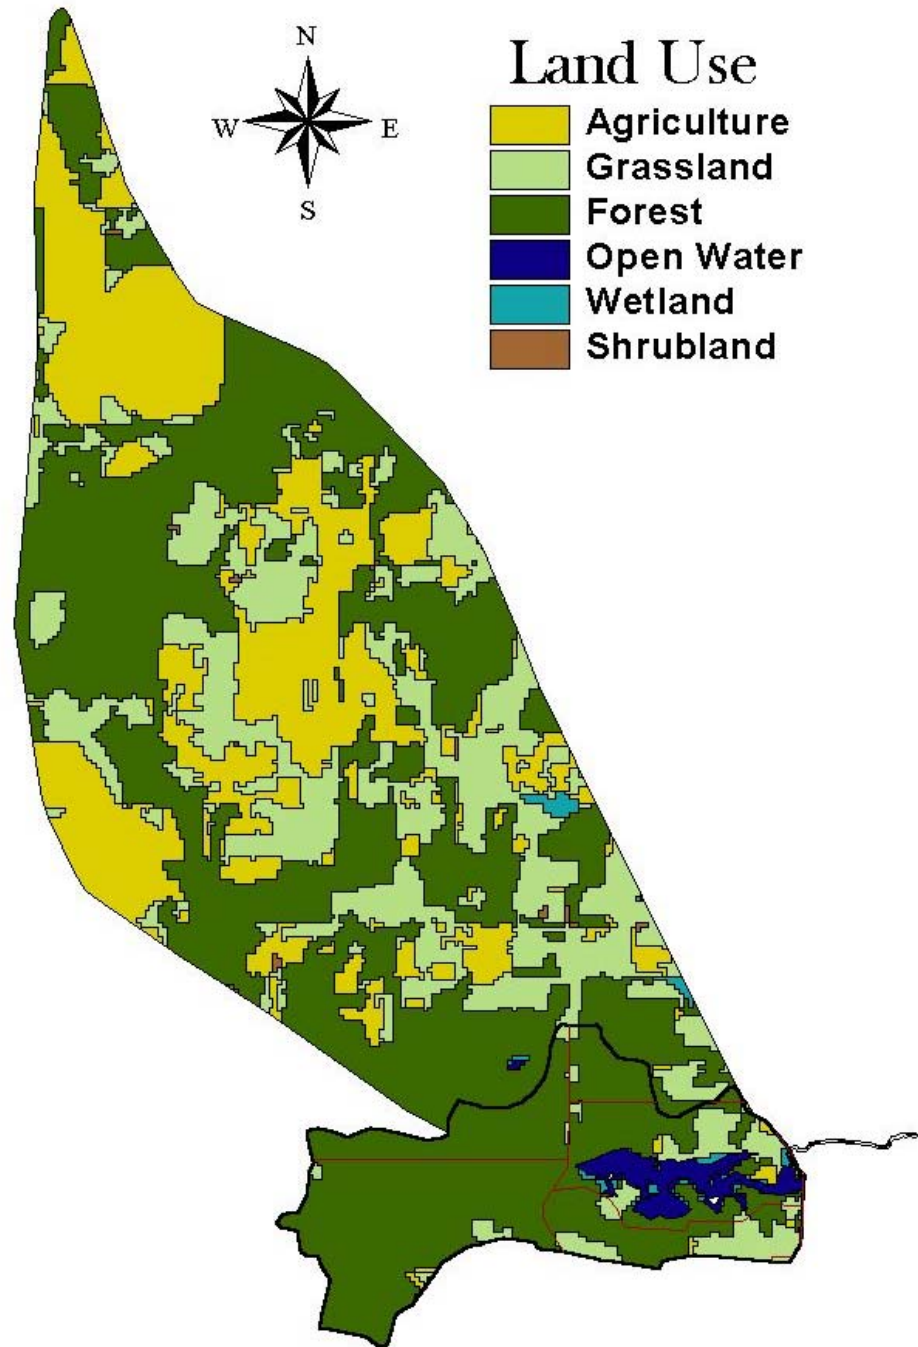 N
W E
S
Land Use
Agriculture
Grassland
Forest
Open Water
Wetland
Shrubland